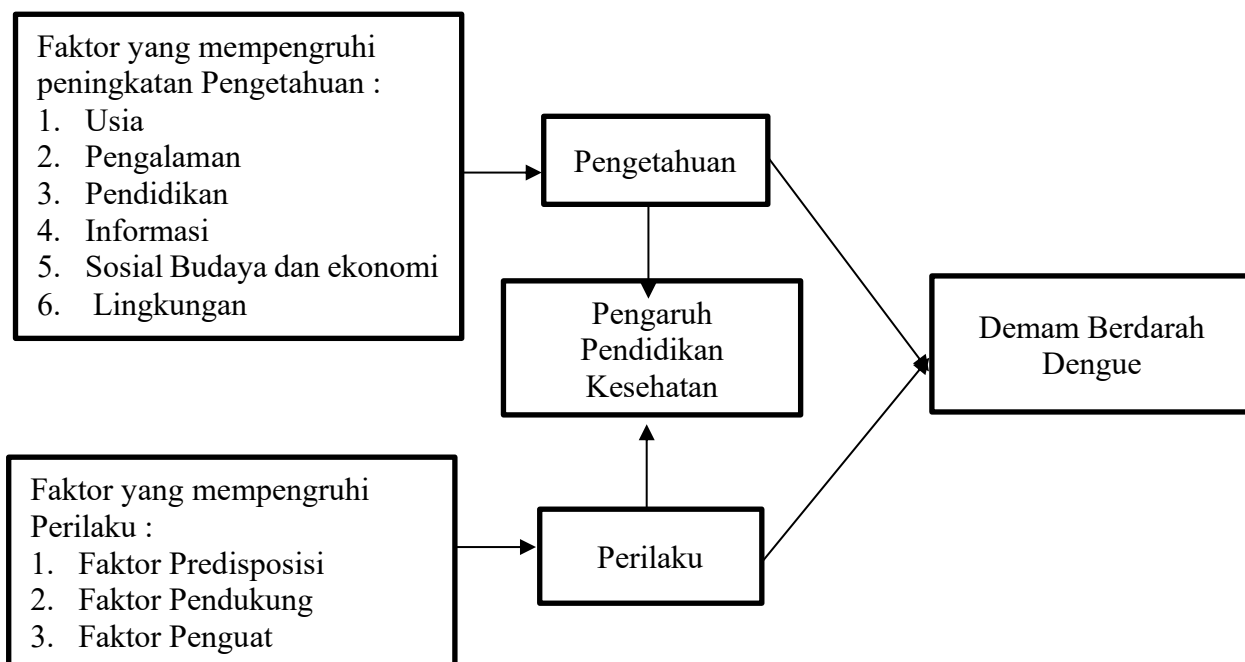 Faktor yang mempengruhi
peningkatan Pengetahuan :
1. Usia
2. Pengalaman
3. Pendidikan
4. Informasi
5. Sosial Budaya dan ekonomi
6. Lingkungan
Pengetahuan
Pengaruh
Pendidikan
Kesehatan
Demam Berdarah
Dengue
Faktor yang mempengruhi
Perilaku :
1. Faktor Predisposisi
2. Faktor Pendukung
3. Faktor Penguat
Perilaku